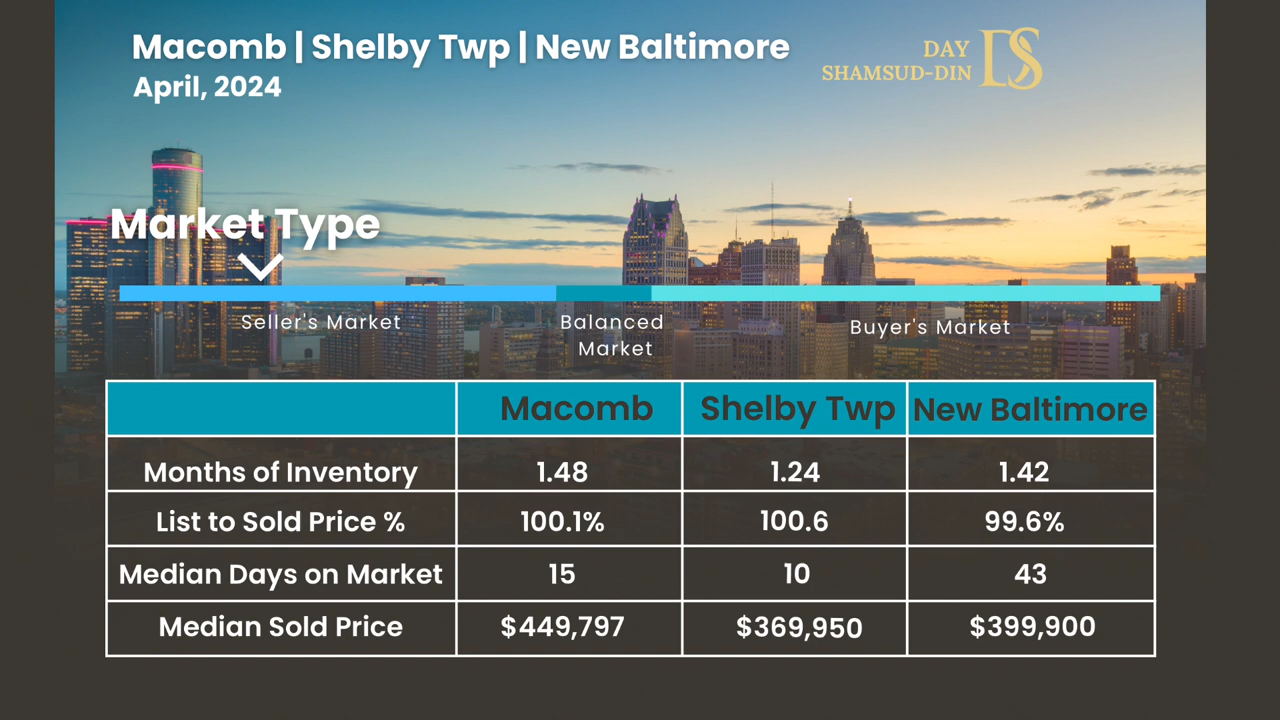 Macomb | Shelby Twp | New Baltimore
April, 2024
DAY
SHAMSUD-DIN
DS
Market Type
Seller's Market
Balanced
Market
Buyer's Market
Macomb Shelby Twp New Baltimore
Months of Inventory 1.48 1.24 1.42
List to Sold Price % 100.1% 100.6 99.6%
Median Days on Market 15 10 43
Median Sold Price $449,797 $369,950 $399,900